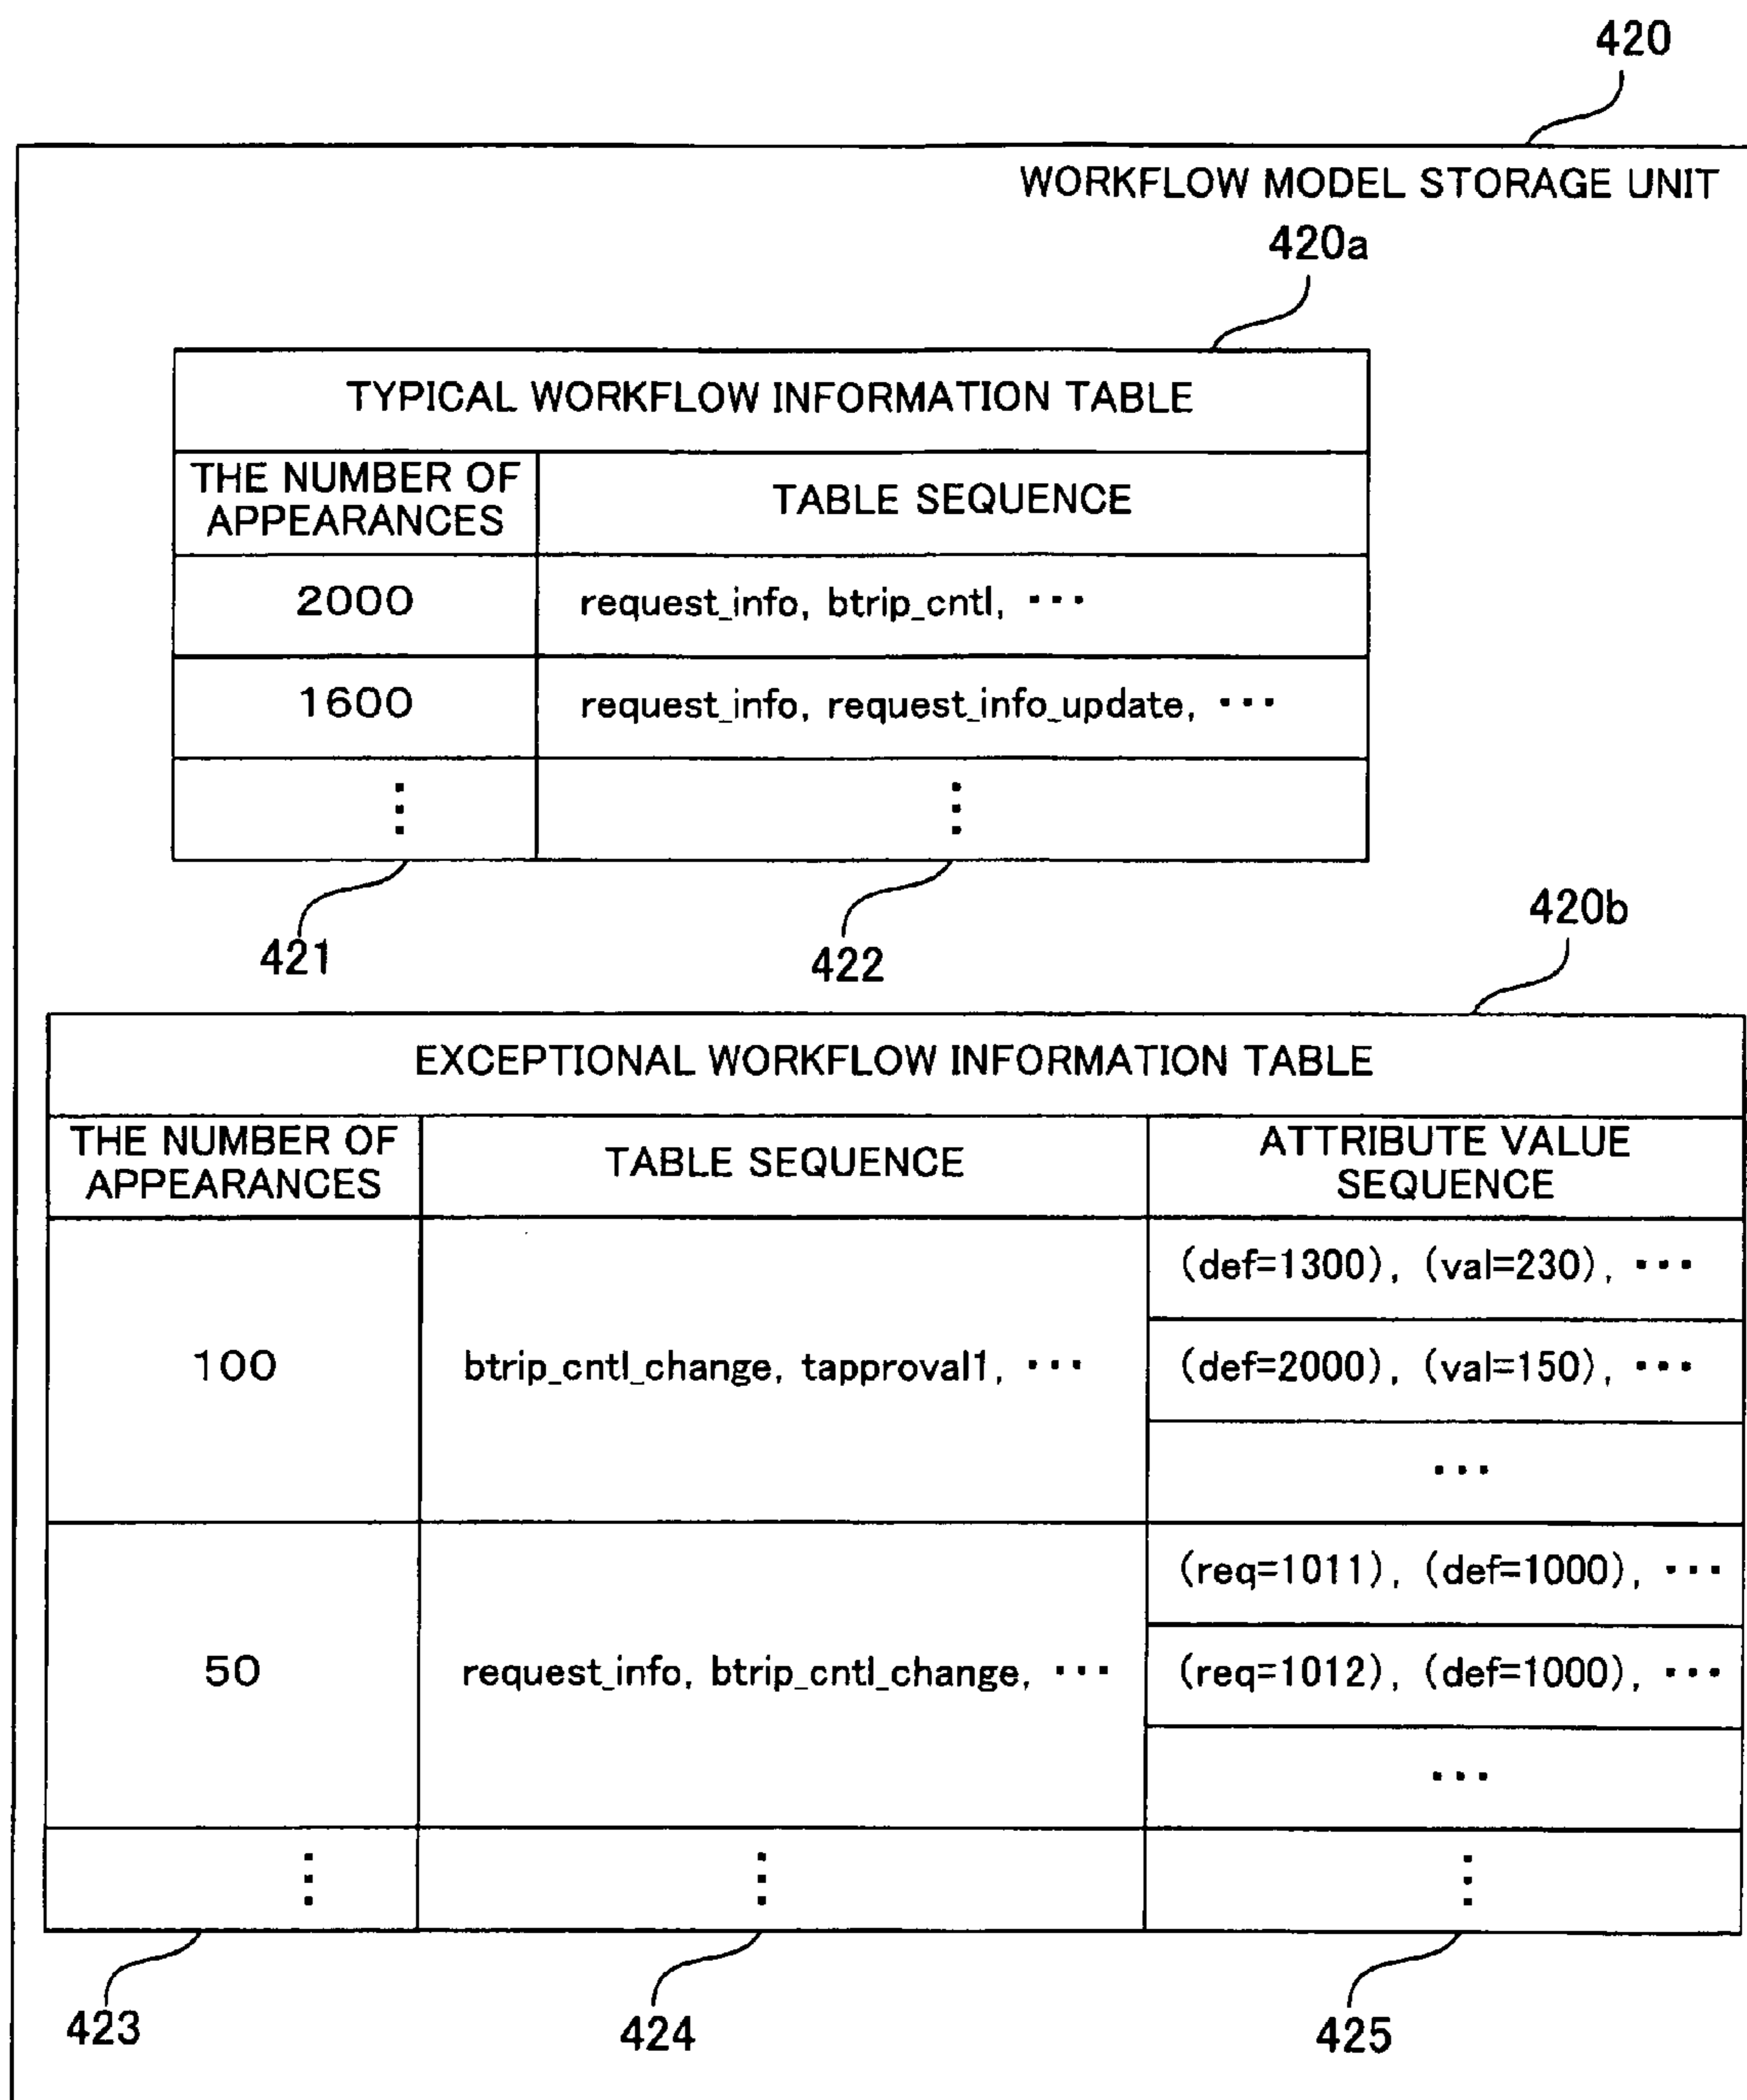 420
WORKFLOW MODEL STORAGE UNIT
420a
TYPICAL WORKFLOW INFORMATION TABLE
THE NUMBER OF
APPEARANCES
TABLE SEQUENCE
2000
request_info, btrip_cntl, ･･･
1600
request_info, request_info_update, ･･･
421
422
420b
EXCEPTIONAL WORKFLOW INFORMATION TABLE
THE NUMBER OF
APPEARANCES
TABLE SEQUENCE
ATTRIBUTE VALUE
SEQUENCE
100
btrip_cntl_change, tapproval1, ･･･
(def=1300), (val=230), ･･･
(def=2000), (val=150), ･･･
･･･
50
request_info, btrip_cntl_change, ･･･
(req=1011), (def=1000), ･･･
(req=1012), (def=1000), ･･･
･･･
423
424
425